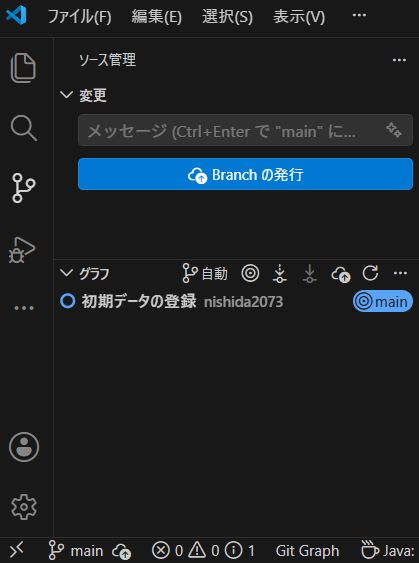 ファイル(F) 編集(E) 選択(S) 表示(V) ...
ソース管理 ...
変更
メッセージ (Ctrl+Enter で "main" に...
Branch の発行
グラフ 自動 ...
初期データの登録 nishida2073 main
main 0 0 1 Git Graph Java: